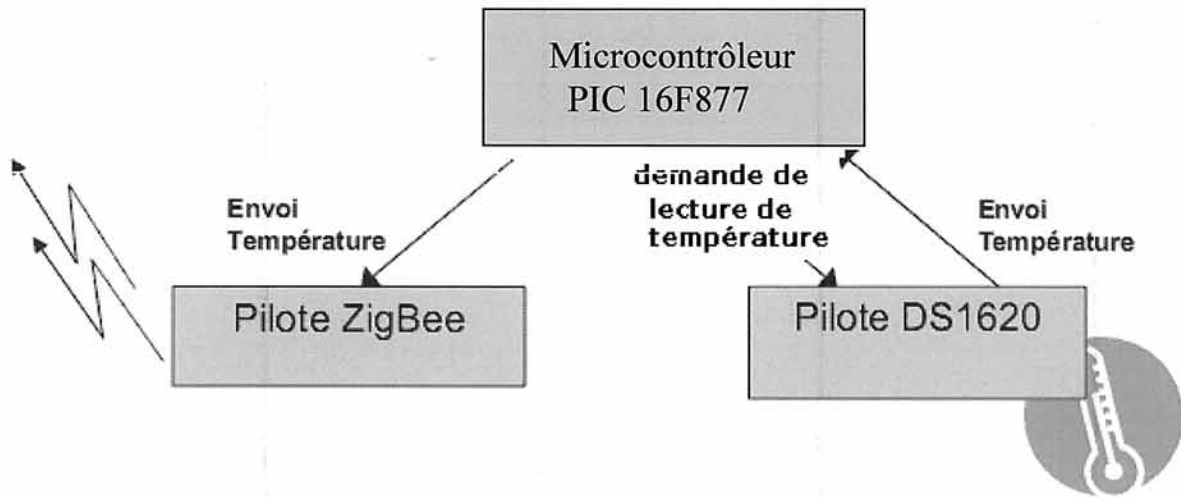 Microcontrôleur
PIC 16F877
demande de
lecture de
température
Envoi
Température
Envoi
Température
Pilote ZigBee
Pilote DS1620